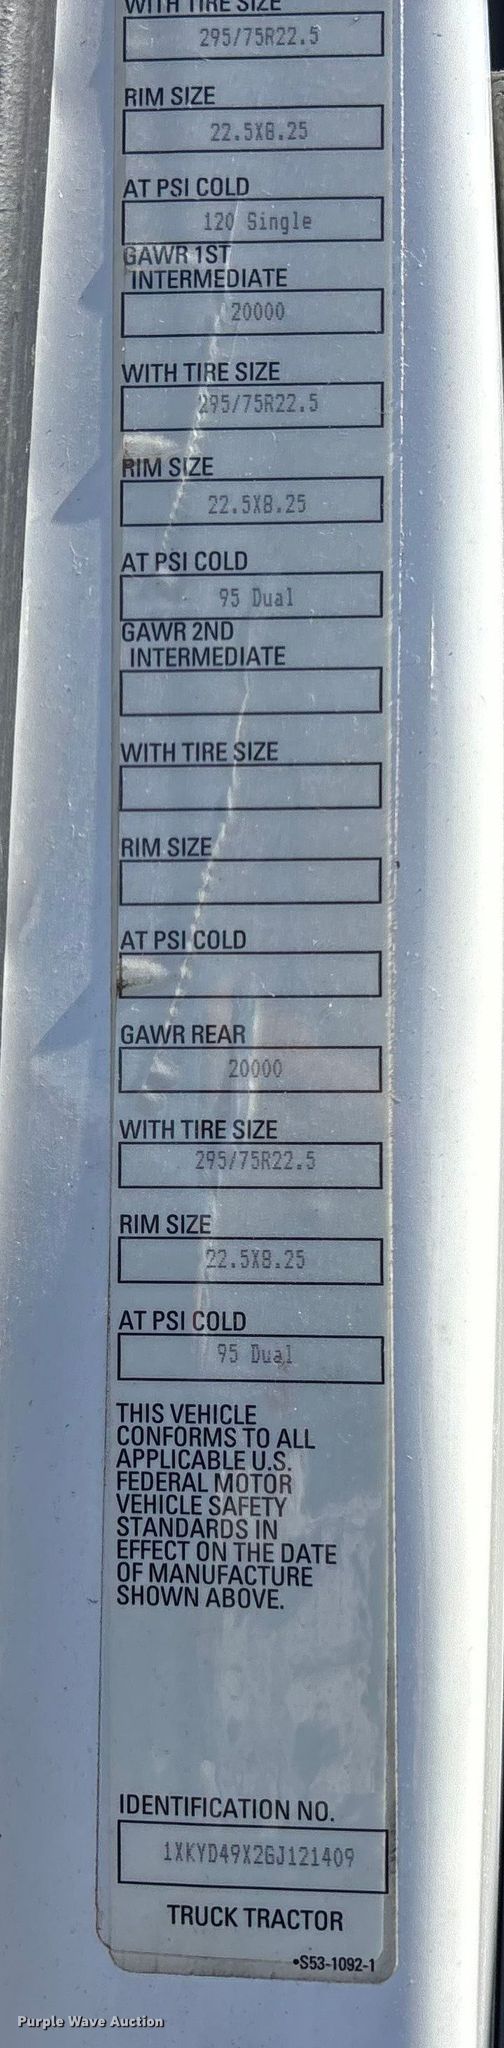 WITH TIRE SIZE
295/75R22.5
RIM SIZE
22.5X8.25
AT PSI COLD
120 Single
GAWR 1ST
INTERMEDIATE
20000
WITH TIRE SIZE
295/75R22.5
RIM SIZE
22.5X8.25
AT PSI COLD
95 Dual
GAWR 2ND
INTERMEDIATE
WITH TIRE SIZE
RIM SIZE
AT PSI COLD
GAWR REAR
20000
WITH TIRE SIZE
295/75R22.5
RIM SIZE
22.5X8.25
AT PSI COLD
95 Dual
THIS VEHICLE
CONFORMS TO ALL
APPLICABLE U.S.
FEDERAL MOTOR
VEHICLE SAFETY
STANDARDS IN
EFFECT ON THE DATE
OF MANUFACTURE
SHOWN ABOVE.
IDENTIFICATION NO.
1XKYD49X2GJ121409
TRUCK TRACTOR
•S53-1092-1
Purple Wave Auction